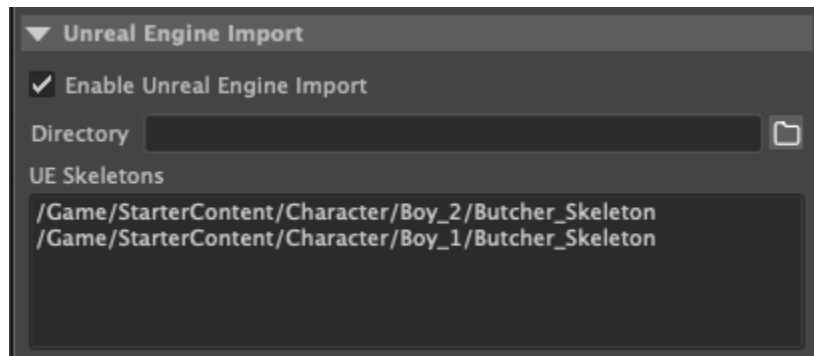 Unreal Engine Import
Enable Unreal Engine Import
Directory
UE Skeletons
/Game/StarterContent/Character/Boy_2/Butcher_Skeleton
/Game/StarterContent/Character/Boy_1/Butcher_Skeleton